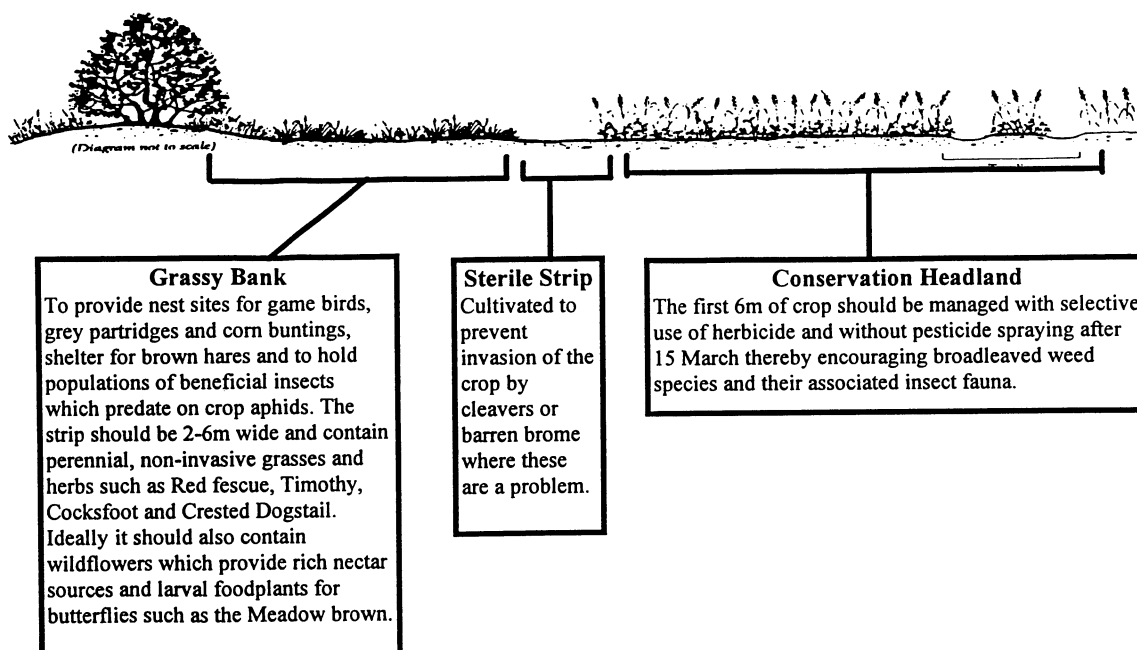 (Diagram not to scale)
Grassy Bank
To provide nest sites for game birds,
grey partridges and corn buntings,
shelter for brown hares and to hold
populations of beneficial insects
which predate on crop aphids. The
strip should be 2-6m wide and contain
perennial, non-invasive grasses and
herbs such as Red fescue, Timothy,
Cocksfoot and Crested Dogstail.
Ideally it should also contain
wildflowers which provide rich nectar
sources and larval foodplants for
butterflies such as the Meadow brown.
Sterile Strip
Cultivated to
prevent
invasion of the
crop by
cleavers or
barren brome
where these
are a problem.
Conservation Headland
The first 6m of crop should be managed with selective
use of herbicide and without pesticide spraying after
15 March thereby encouraging broadleaved weed
species and their associated insect fauna.